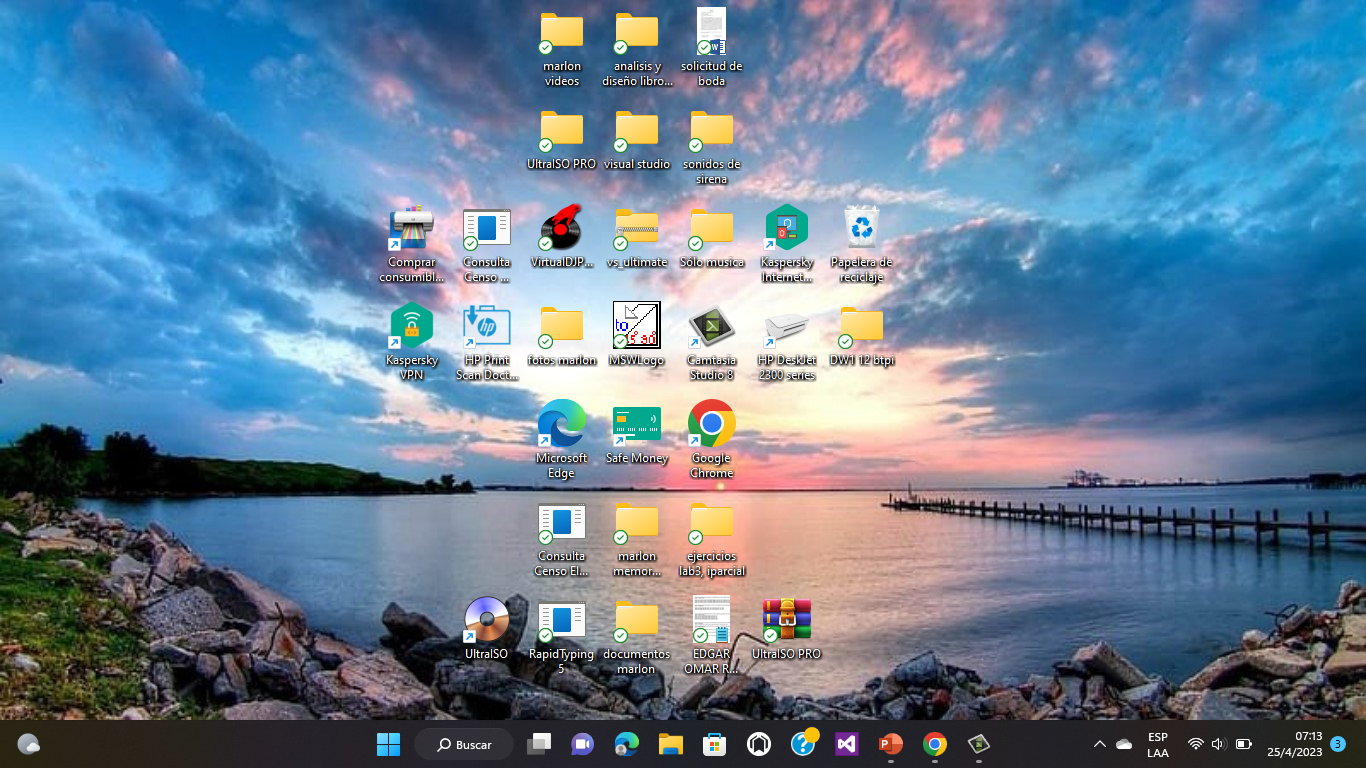 marlon
videos
analisis y
diseño libro...
solicitud de
boda
UltraISO PRO
visual studio
sonidos de
sirena
Comprar
consumibl...
Consulta
Censo ...
VirtualDJP...
vs_ultimate
Sólo musica
Kaspersky
Internet...
Papelera de
reciclaje
Kaspersky
VPN
HP Print
Scan Doct...
fotos marlon
MSWLogo
Camtasia
Studio 8
HP DeskJet
2300 series
DW1 12 btpi
Microsoft
Edge
Safe Money
Google
Chrome
Consulta
Censo El...
marlon
memor...
ejercicios
lab3, iparcial
UltraISO
RapidTyping
5
documentos
marlon
EDGAR
OMAR R...
UltraISO PRO
Buscar
ESP
LAA
07:13
25/4/2023
3